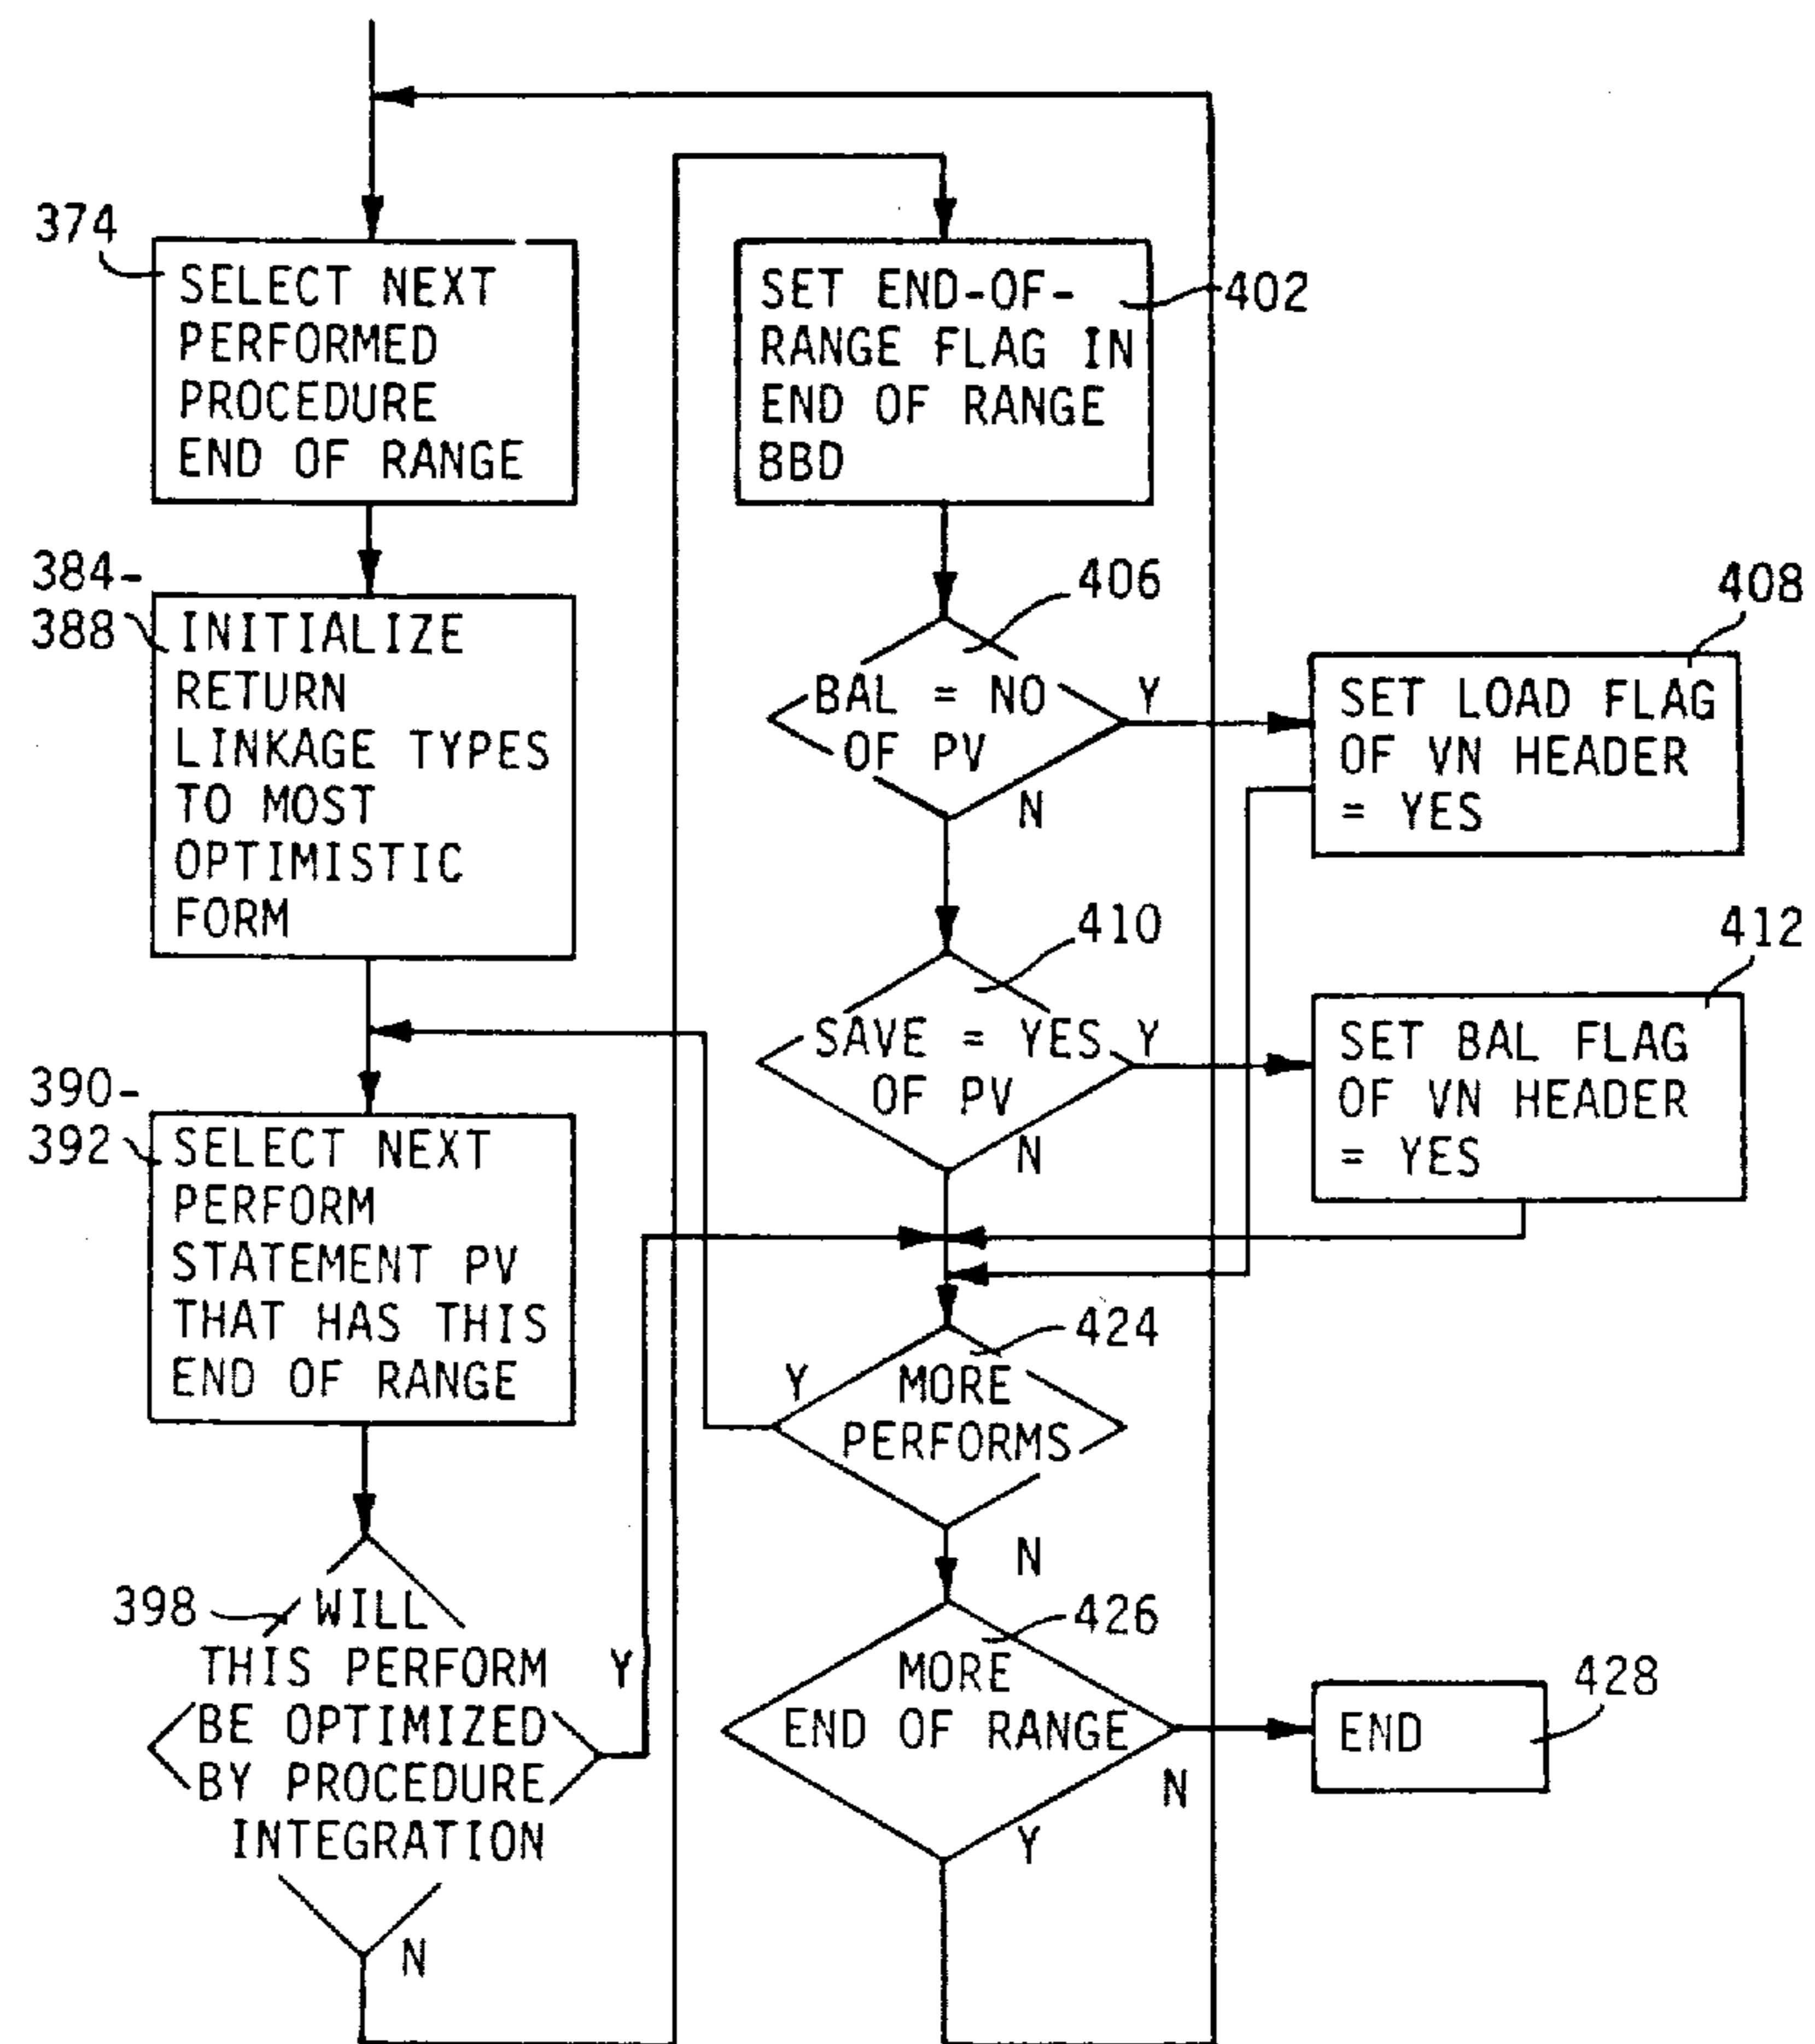 374
SELECT NEXT
PERFORMED
PROCEDURE
END OF RANGE
384-
388
INITIALIZE
RETURN
LINKAGE TYPES
TO MOST
OPTIMISTIC
FORM
390-
392
SELECT NEXT
PERFORM
STATEMENT PV
THAT HAS THIS
END OF RANGE
398
WILL
THIS PERFORM
BE OPTIMIZED
BY PROCEDURE
INTEGRATION
Y
N
402
SET END-OF-
RANGE FLAG IN
END OF RANGE
8BD
406
BAL = NO
OF PV
Y
N
408
SET LOAD FLAG
OF VN HEADER
= YES
410
SAVE = YES
OF PV
Y
N
412
SET BAL FLAG
OF VN HEADER
= YES
424
MORE
PERFORMS
Y
N
426
MORE
END OF RANGE
N
Y
428
END